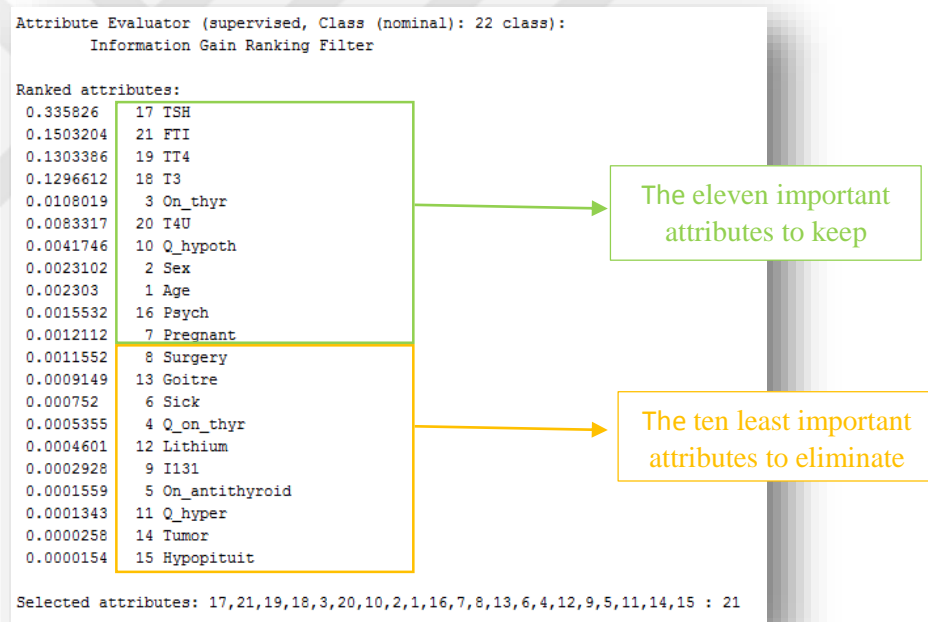 Attribute Evaluator (supervised, Class (nominal): 22 class):
Information Gain Ranking Filter
Ranked attributes:
0.335826 17 TSH
0.1503204 21 FTI
0.1303386 19 TT4
0.1296612 18 T3
0.0108019 3 On_thyr
0.0083317 20 T4U
0.0041746 10 Q_hypoth
0.0023102 2 Sex
0.002303 1 Age
0.0015532 16 Psych
0.0012112 7 Pregnant
0.0011552 8 Surgery
0.0009149 13 Goitre
0.000752 6 Sick
0.0005355 4 Q_on_thyr
0.0004601 12 Lithium
0.0002928 9 I131
0.0001559 5 On_antithyroid
0.0001343 11 Q_hyper
0.0000258 14 Tumor
0.0000154 15 Hypopituit
Selected attributes: 17,21,19,18,3,20,10,2,1,16,7,8,13,6,4,12,9,5,11,14,15 : 21
The eleven important
attributes to keep
The ten least important
attributes to eliminate